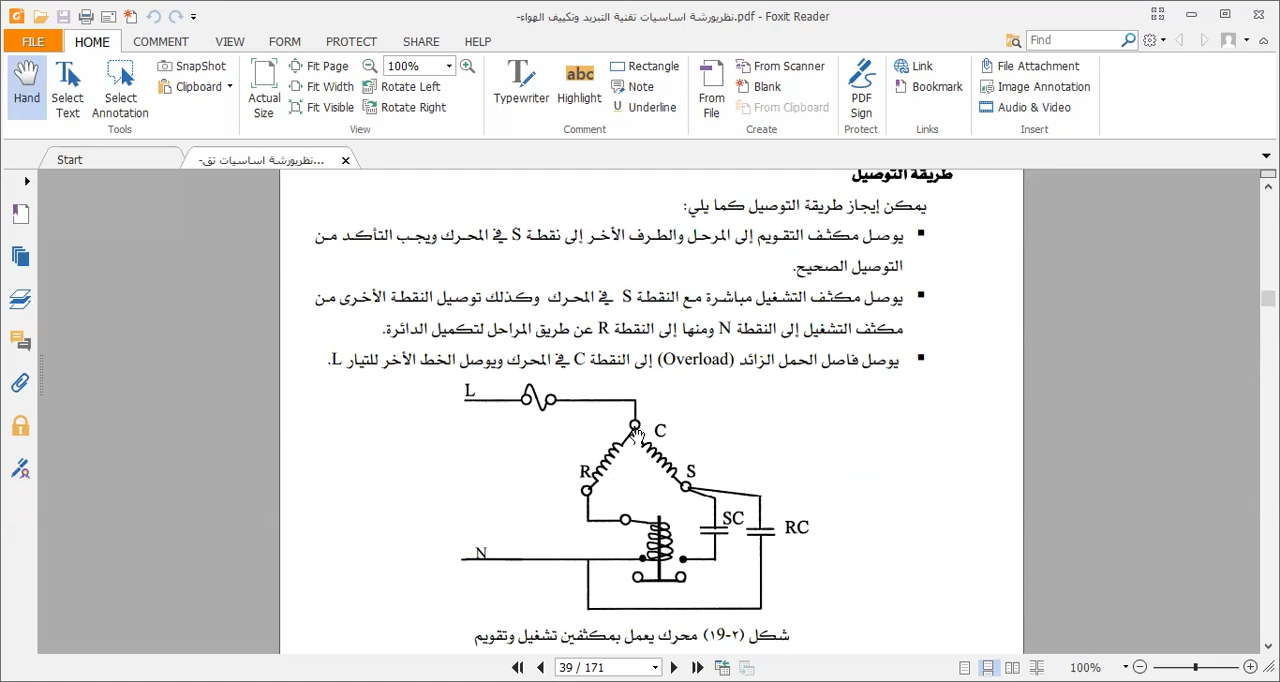 -نظريورشة اساسيات تقنية التبريد وتكييف الهواء.pdf - Foxit Reader
FILE HOME COMMENT VIEW FORM PROTECT SHARE HELP
Find
Hand
Select Text
Select Annotation
SnapShot
Clipboard
Tools
Actual Size
Fit Page
Fit Width
Fit Visible
100%
Rotate Left
Rotate Right
View
Typewriter
abc
Highlight
Rectangle
Note
U Underline
Comment
From File
From Scanner
Blank
From Clipboard
Create
PDF Sign
Protect
Link
Bookmark
Links
File Attachment
Image Annotation
Audio & Video
Insert
Start
-نظريورشة اساسيات تق...
طريقة التوصيل
يمكن إيجاز طريقة التوصيل كما يلي:
يوصل مكثف التقويم إلى المرحل والطرف الأخر إلى نقطة S في المحرك ويجب التأكد من
التوصيل الصحيح.
يوصل مكثف التشغيل مباشرة مع النقطة S في المحرك وكذلك توصيل النقطة الأخرى من
مكثف التشغيل إلى النقطة N ومنها إلى النقطة R عن طريق المراحل لتكميل الدائرة.
يوصل فاصل الحمل الزائد (Overload) إلى النقطة C في المحرك ويوصل الخط الأخر للتيار L.
L
C
R
S
SC
RC
N
شكل (٢-١٩) محرك يعمل بمكثفين تشغيل وتقويم
39 / 171
100%